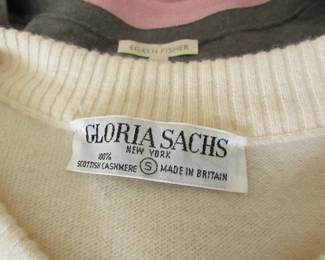 EILEEN FISHER
GLORIA SACHS
NEW YORK
100%
SCOTTISH CASHMERE S MADE IN BRITAIN